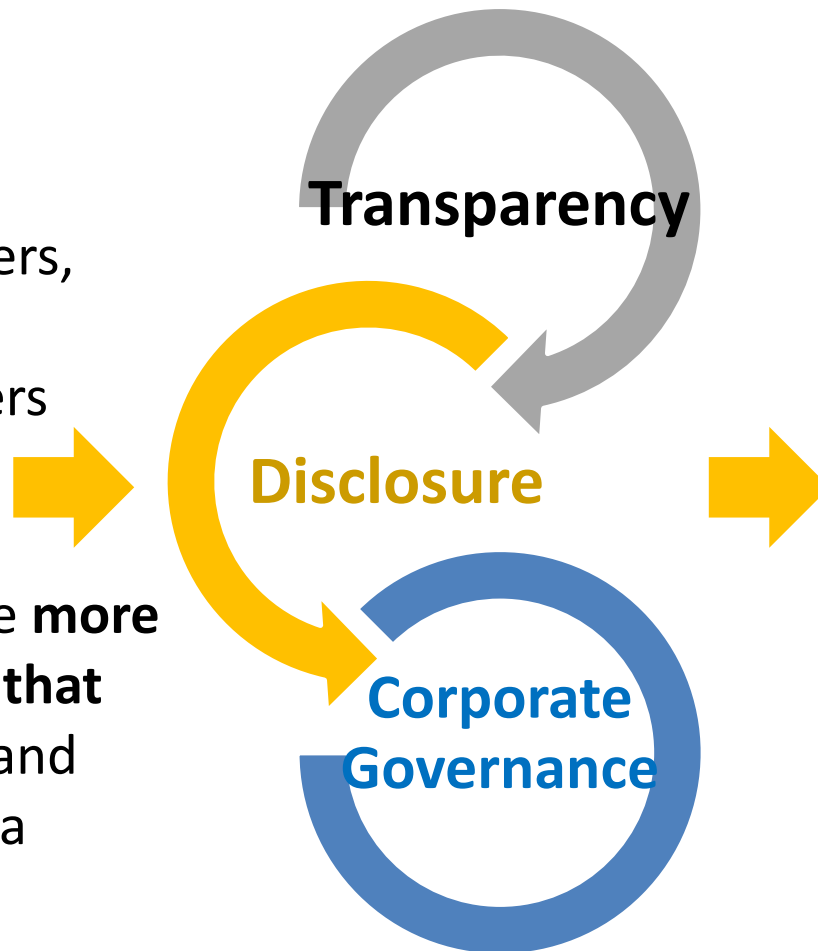 ers,
ers
e more
that
and
a
Transparency
Disclosure
Corporate
Governance